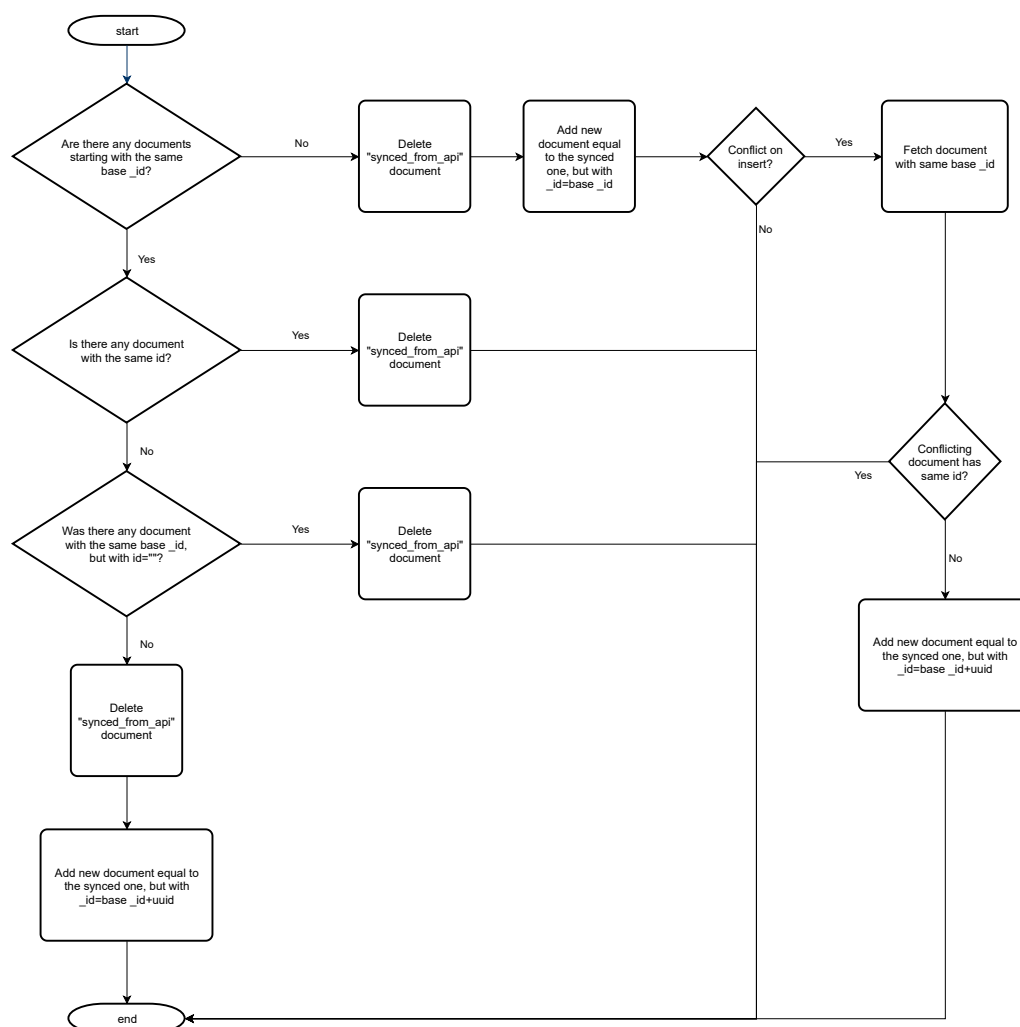 start
Are there any documents
starting with the same
base _id?
No
Delete
"synced_from_api"
document
Add new
document equal
to the synced
one, but with
_id=base _id
Conflict on
insert?
Yes
Fetch document
with same base _id
No
Yes
Is there any document
with the same id?
Yes
Delete
"synced_from_api"
document
No
Conflicting
document has
same id?
Yes
Was there any document
with the same base _id,
but with id=""?
Yes
Delete
"synced_from_api"
document
No
Add new document equal to
the synced one, but with
_id=base _id+uuid
No
Delete
"synced_from_api"
document
Add new document equal to
the synced one, but with
_id=base _id+uuid
end